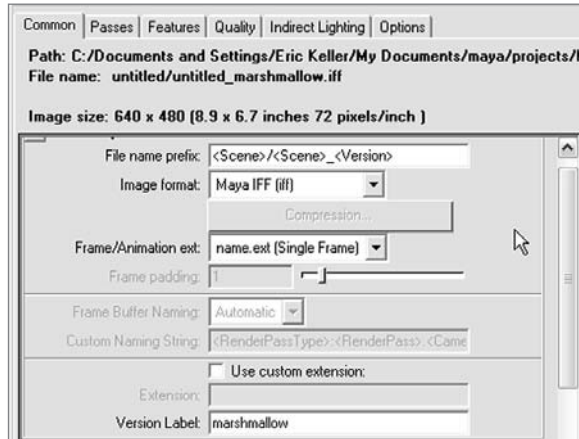 Common Passes Features Quality Indirect Lighting Options
Path: C:/Documents and Settings/Eric Keller/My Documents/maya/projects/
File name: untitled/untitled_marshmallow.iff
Image size: 640 x 480 (8.9 x 6.7 inches 72 pixels/inch )
File name prefix: <Scene>/<Scene>_<Version>
Image format: Maya IFF (iff)
Compression...
Frame/Animation ext: name.ext (Single Frame)
Frame padding: 1
Frame Buffer Naming: Automatic
Custom Naming String: <RenderPassType>:<RenderPass>.<Came
Use custom extension:
Extension:
Version Label: marshmallow